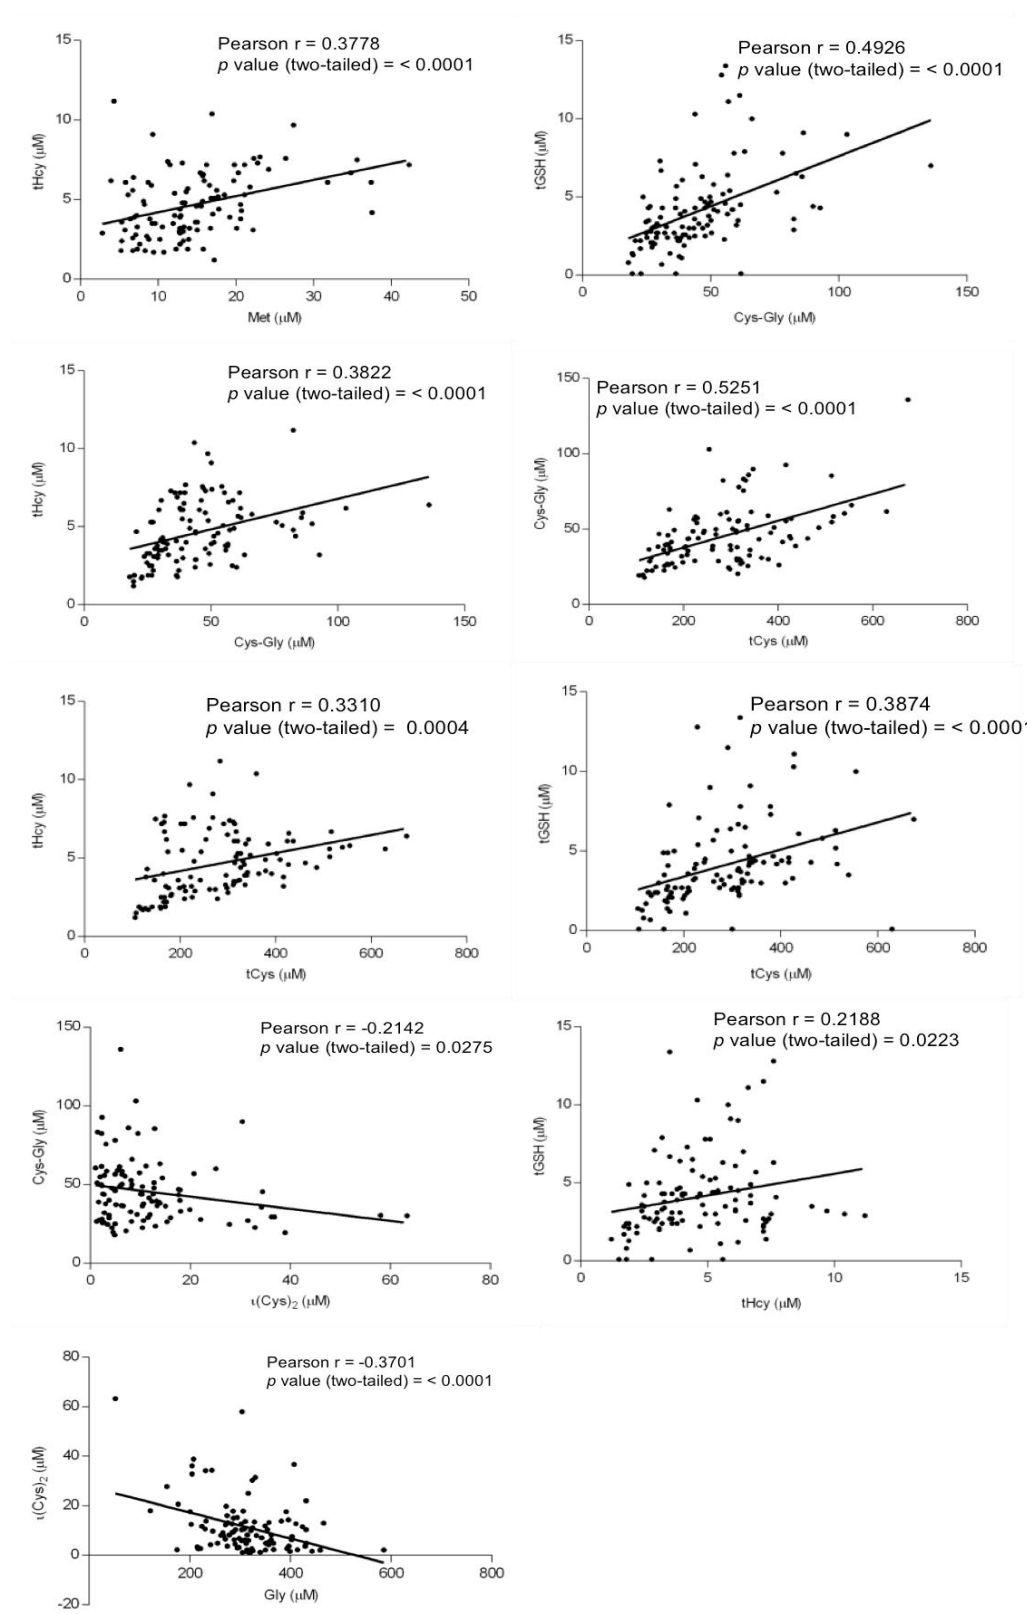 Pearson r = 0.3778
p value (two-tailed) = < 0.0001
15
10
5
0
tHcy (µM)
0 10 20 30 40 50
Met (µM)
Pearson r = 0.4926
p value (two-tailed) = < 0.0001
15
10
5
0
tGSH (µM)
0 50 100 150
Cys-Gly (µM)
Pearson r = 0.3822
p value (two-tailed) = < 0.0001
15
10
5
0
tHcy (µM)
0 50 100 150
Cys-Gly (µM)
Pearson r = 0.5251
p value (two-tailed) = < 0.0001
150
100
50
0
Cys-Gly (µM)
0 200 400 600 800
tCys (µM)
Pearson r = 0.3310
p value (two-tailed) = 0.0004
15
10
5
0
tHcy (µM)
0 200 400 600 800
tCys (µM)
Pearson r = 0.3874
p value (two-tailed) = < 0.0001
15
10
5
0
tGSH (µM)
0 200 400 600 800
tCys (µM)
Pearson r = -0.2142
p value (two-tailed) = 0.0275
150
100
50
0
Cys-Gly (µM)
0 20 40 60 80
ι(Cys)₂ (µM)
Pearson r = 0.2188
p value (two-tailed) = 0.0223
15
10
5
0
tGSH (µM)
0 5 10 15
tHcy (µM)
Pearson r = -0.3701
p value (two-tailed) = < 0.0001
80
60
40
20
0
-20
ι(Cys)₂ (µM)
200 400 600 800
Gly (µM)